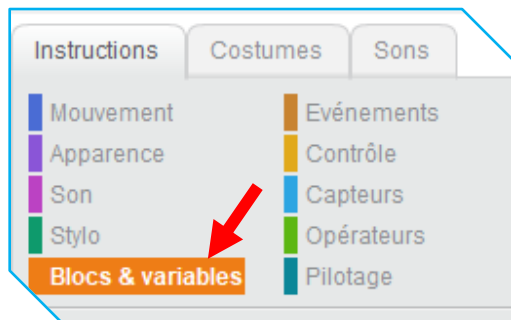 Instructions Costumes Sons
Mouvement Evénements
Apparence Contrôle
Son Capteurs
Stylo Opérateurs
Blocs & variables Pilotage